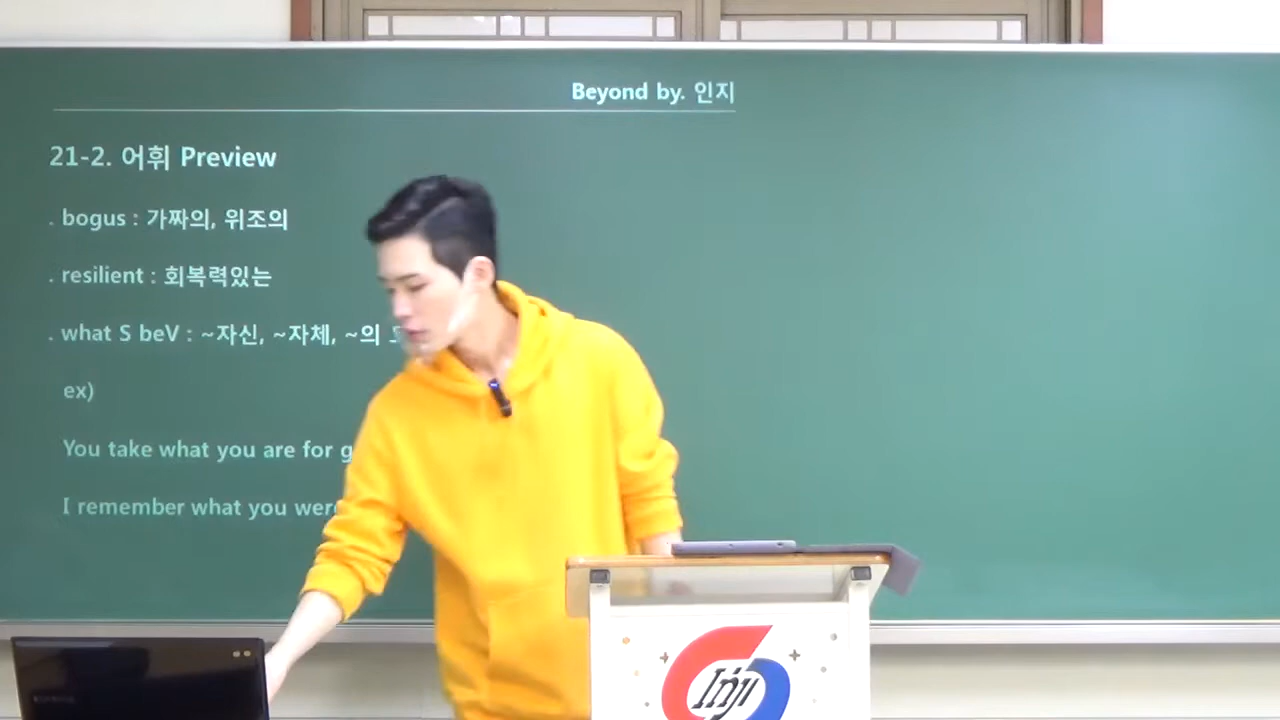 Beyond by. 인지
21-2. 어휘 Preview
. bogus : 가짜의, 위조의
. resilient : 회복력있는
. what S beV : ~자신, ~자체, ~의
ex)
You take what you are for
I remember what you were
Inji